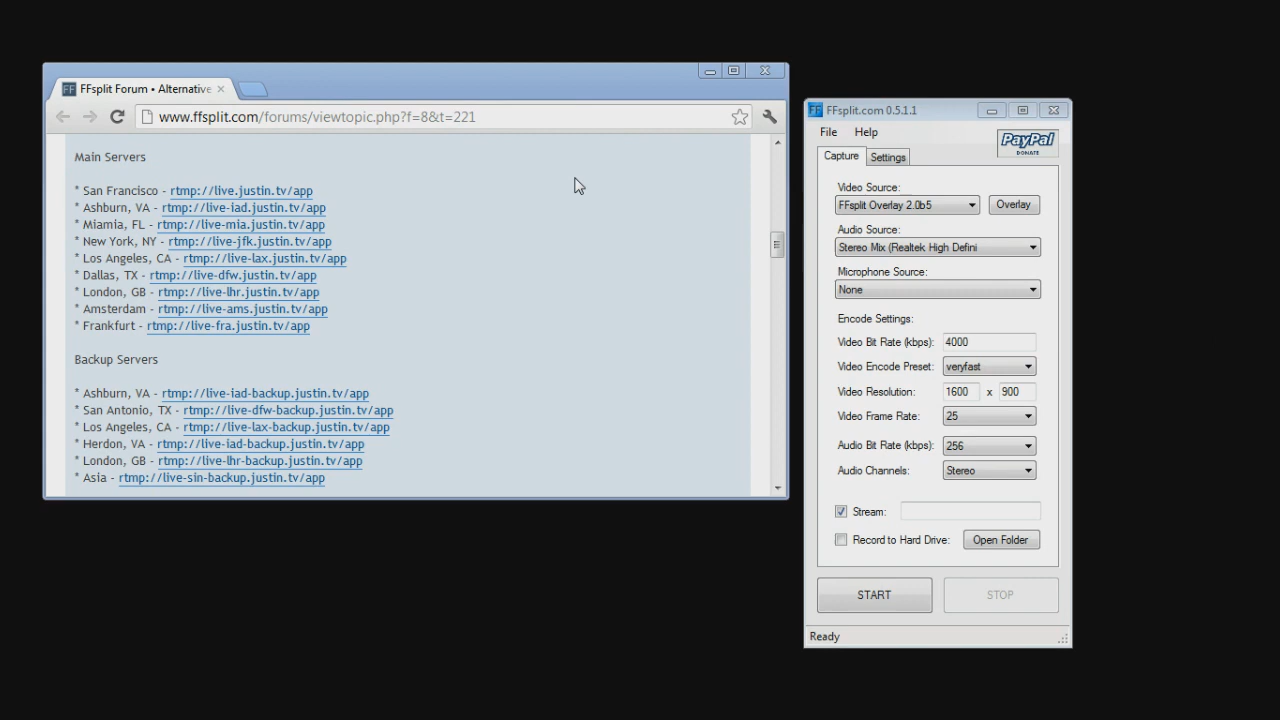 FFsplit Forum • Alternative
www.ffsplit.com/forums/viewtopic.php?f=8&t=221
Main Servers
* San Francisco - rtmp://live.justin.tv/app
* Ashburn, VA - rtmp://live-iad.justin.tv/app
* Miamia, FL - rtmp://live-mia.justin.tv/app
* New York, NY - rtmp://live-jfk.justin.tv/app
* Los Angeles, CA - rtmp://live-lax.justin.tv/app
* Dallas, TX - rtmp://live-dfw.justin.tv/app
* London, GB - rtmp://live-lhr.justin.tv/app
* Amsterdam - rtmp://live-ams.justin.tv/app
* Frankfurt - rtmp://live-fra.justin.tv/app
Backup Servers
* Ashburn, VA - rtmp://live-iad-backup.justin.tv/app
* San Antonio, TX - rtmp://live-dfw-backup.justin.tv/app
* Los Angeles, CA - rtmp://live-lax-backup.justin.tv/app
* Herdon, VA - rtmp://live-iad-backup.justin.tv/app
* London, GB - rtmp://live-lhr-backup.justin.tv/app
* Asia - rtmp://live-sin-backup.justin.tv/app
FF FFsplit.com 0.5.1.1
File Help
PayPal
DONATE
Capture Settings
Video Source:
FFsplit Overlay 2.0b5 Overlay
Audio Source:
Stereo Mix (Realtek High Defini
Microphone Source:
None
Encode Settings:
Video Bit Rate (kbps): 4000
Video Encode Preset: veryfast
Video Resolution: 1600 x 900
Video Frame Rate: 25
Audio Bit Rate (kbps): 256
Audio Channels: Stereo
Stream:
Record to Hard Drive: Open Folder
START STOP
Ready